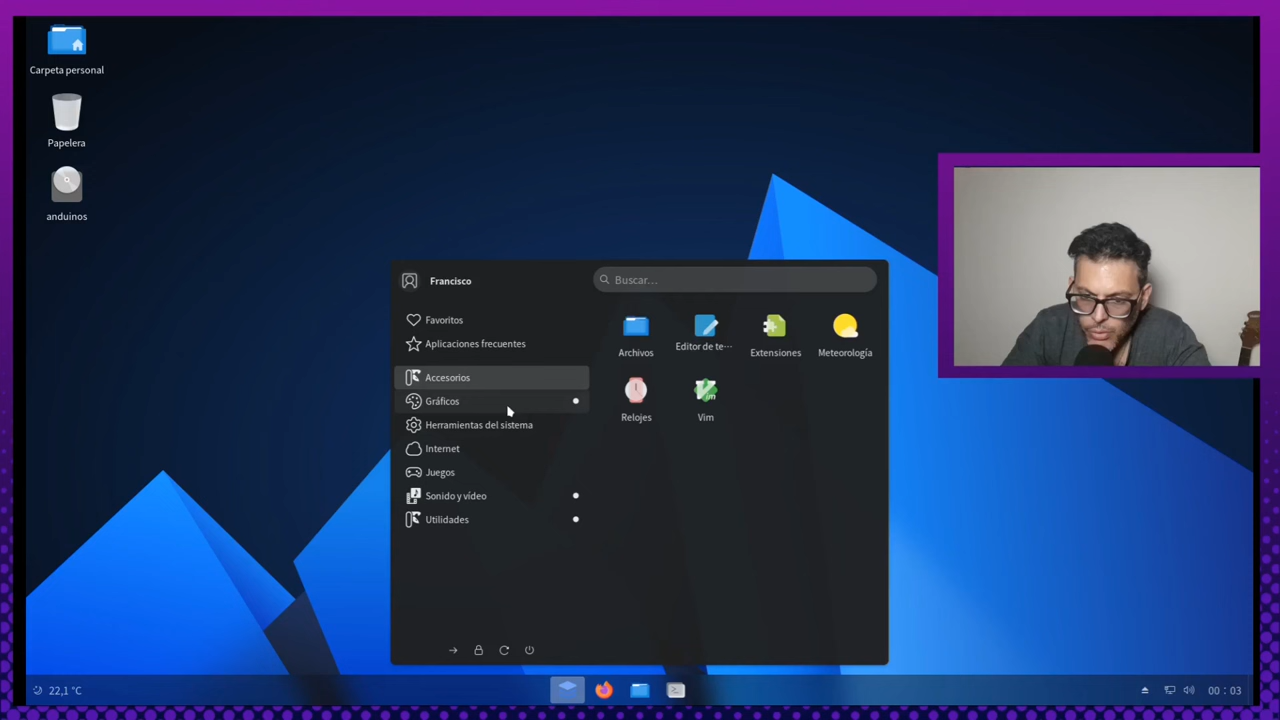 Carpeta personal
Papelera
anduinos
Francisco
Buscar...
Favoritos
Aplicaciones frecuentes
Accesorios
Gráficos
Herramientas del sistema
Internet
Juegos
Sonido y vídeo
Utilidades
Archivos
Editor de te···
Extensiones
Meteorología
Relojes
Vim
22,1 °C
00 : 03